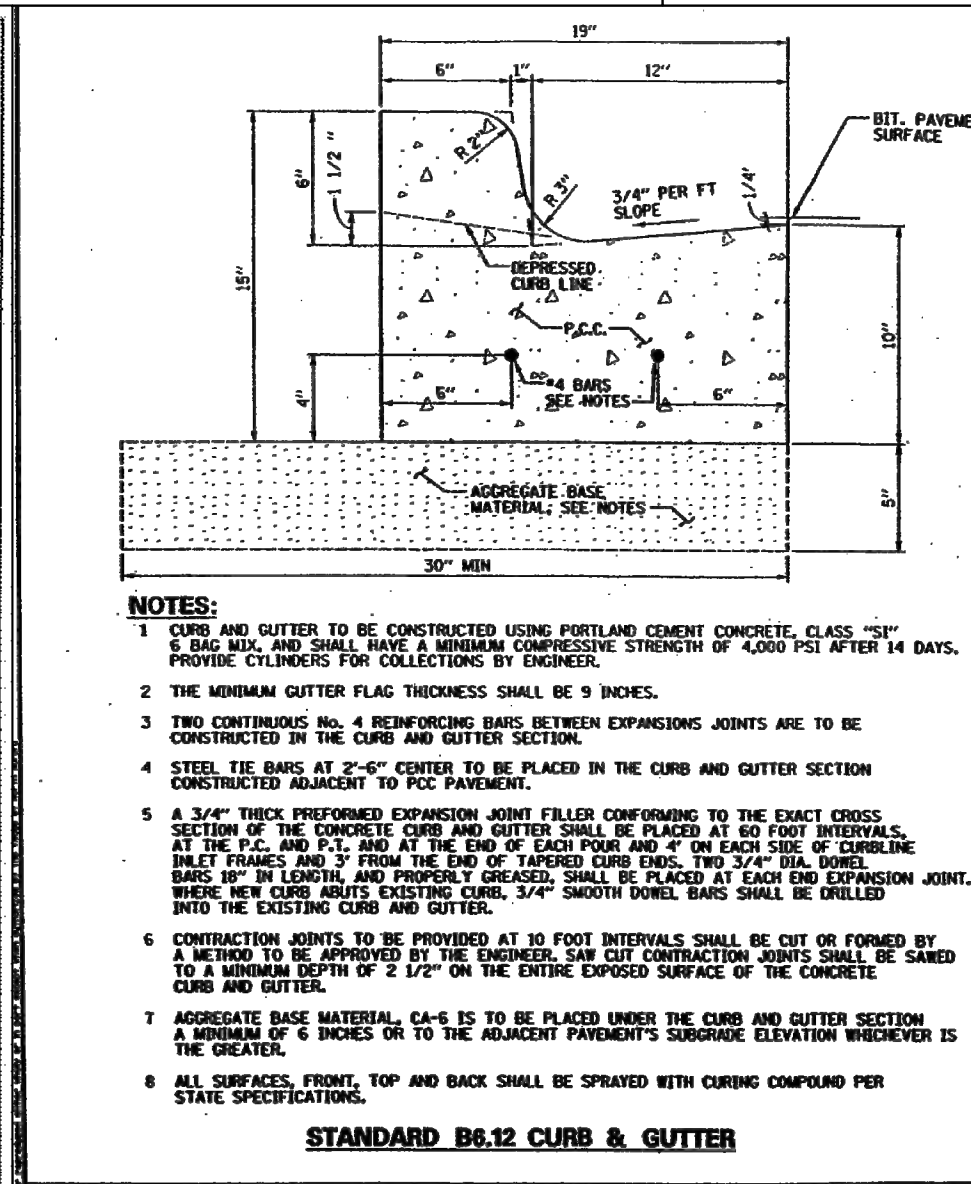 19"
6" 1" 12"
BIT. PAVEME
SURFACE
R 2"
R 3"
6"
1 1/2 "
3/4" PER FT
SLOPE
1/4"
15"
DEPRESSED
CURB LINE
P.C.C.
10"
4"
6"
#4 BARS
SEE NOTES
6"
AGGREGATE BASE
MATERIAL, SEE NOTES
5"
30" MIN
NOTES:
1 CURB AND GUTTER TO BE CONSTRUCTED USING PORTLAND CEMENT CONCRETE, CLASS "SI"
6 BAG MIX, AND SHALL HAVE A MINIMUM COMPRESSIVE STRENGTH OF 4,000 PSI AFTER 14 DAYS.
PROVIDE CYLINDERS FOR COLLECTIONS BY ENGINEER.
2 THE MINIMUM GUTTER FLAG THICKNESS SHALL BE 9 INCHES.
3 TWO CONTINUOUS No. 4 REINFORCING BARS BETWEEN EXPANSIONS JOINTS ARE TO BE
CONSTRUCTED IN THE CURB AND GUTTER SECTION.
4 STEEL TIE BARS AT 2'-6" CENTER TO BE PLACED IN THE CURB AND GUTTER SECTION
CONSTRUCTED ADJACENT TO PCC PAVEMENT.
5 A 3/4" THICK PREFORMED EXPANSION JOINT FILLER CONFORMING TO THE EXACT CROSS
SECTION OF THE CONCRETE CURB AND GUTTER SHALL BE PLACED AT 60 FOOT INTERVALS,
AT THE P.C. AND P.T. AND AT THE END OF EACH POUR AND 4' ON EACH SIDE OF CURBLINE
INLET FRAMES AND 3' FROM THE END OF TAPERED CURB ENDS. TWO 3/4" DIA. DOWEL
BARS 18" IN LENGTH, AND PROPERLY GREASED, SHALL BE PLACED AT EACH END EXPANSION JOINT.
WHERE NEW CURB ABUTS EXISTING CURB, 3/4" SMOOTH DOWEL BARS SHALL BE DRILLED
INTO THE EXISTING CURB AND GUTTER.
6 CONTRACTION JOINTS TO BE PROVIDED AT 10 FOOT INTERVALS SHALL BE CUT OR FORMED BY
A METHOD TO BE APPROVED BY THE ENGINEER. SAW CUT CONTRACTION JOINTS SHALL BE SAWED
TO A MINIMUM DEPTH OF 2 1/2" ON THE ENTIRE EXPOSED SURFACE OF THE CONCRETE
CURB AND GUTTER.
7 AGGREGATE BASE MATERIAL, CA-6 IS TO BE PLACED UNDER THE CURB AND GUTTER SECTION
A MINIMUM OF 6 INCHES OR TO THE ADJACENT PAVEMENT'S SUBGRADE ELEVATION WHICHEVER IS
THE GREATER.
8 ALL SURFACES, FRONT, TOP AND BACK SHALL BE SPRAYED WITH CURING COMPOUND PER
STATE SPECIFICATIONS.
STANDARD B6.12 CURB & GUTTER